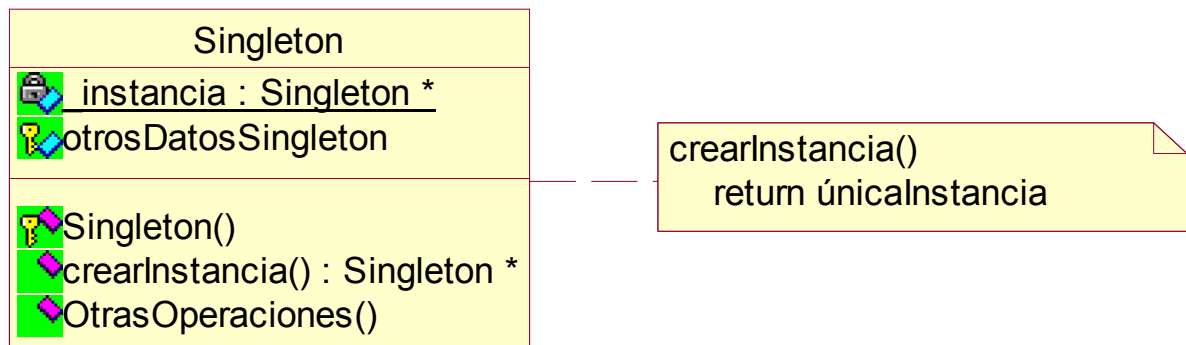 Singleton
_instancia : Singleton *
otrosDatosSingleton
Singleton()
crearInstancia() : Singleton *
OtrasOperaciones()
crearInstancia()
return únicaInstancia